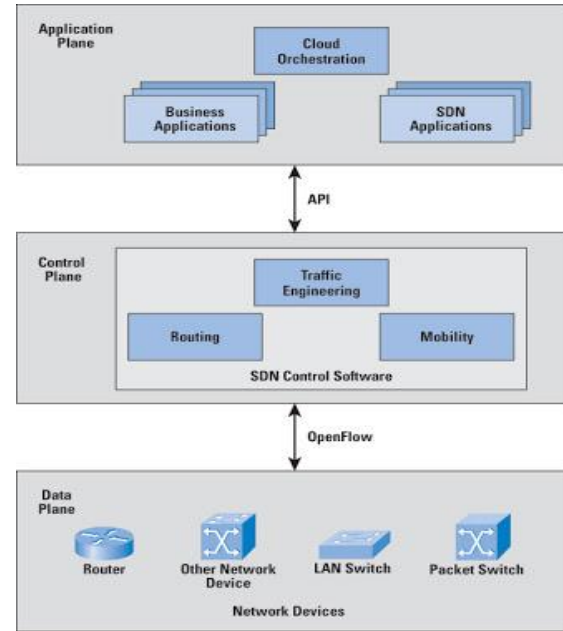 Application
Plane
Cloud
Orchestration
Business
Applications
SDN
Applications
API
Control
Plane
Traffic
Engineering
Routing
Mobility
SDN Control Software
OpenFlow
Data
Plane
Router
Other Network
Device
LAN Switch
Packet Switch
Network Devices